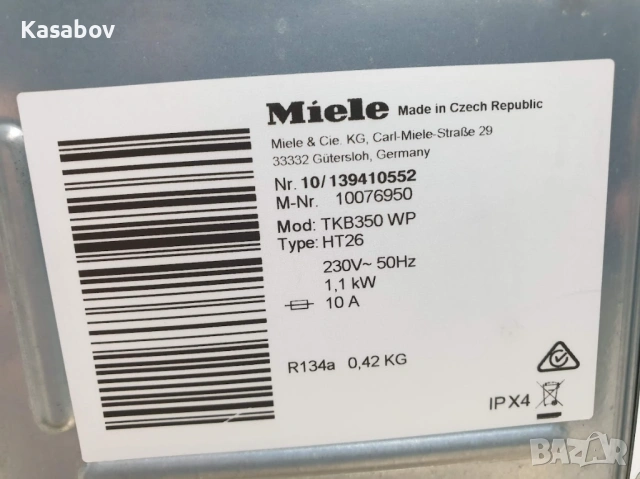 Kasabov
Miele Made in Czech Republic
Miele & Cie. KG, Carl-Miele-Straße 29
33332 Gütersloh, Germany
Nr. 10/139410552
M-Nr. 10076950
Mod: TKB350 WP
Type: HT26
230V~ 50Hz
1,1 kW
10 A
R134a 0,42 KG
IPX4
BAZAR